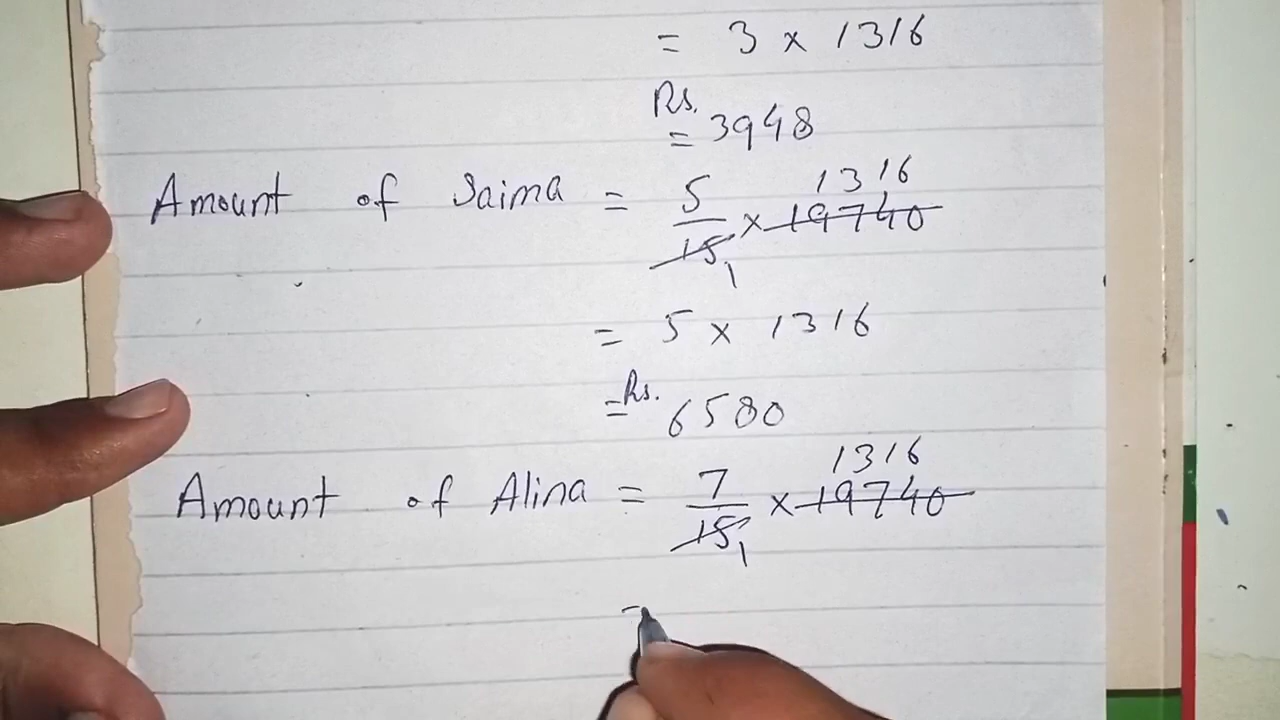 = 3 × 1316
Rs.
= 3948
Amount of Saima = 5/15 × 19740
1316
1
= 5 × 1316
= Rs. 6580
Amount of Alina = 7/15 × 19740
1316
1